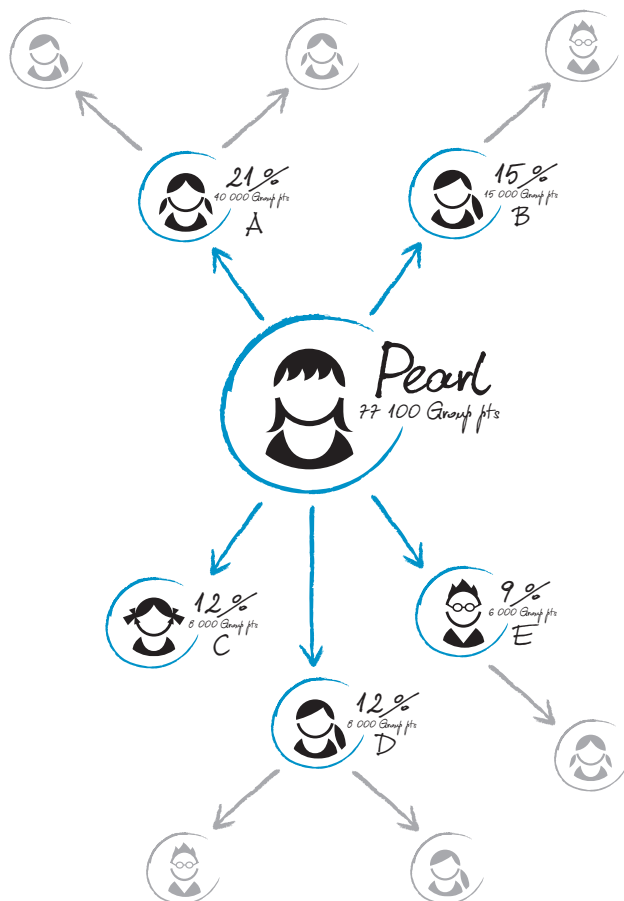 21%
40 000 Group pts
A
15%
15 000 Group pts
B
Pearl
77 100 Group pts
12%
8 000 Group pts
C
9%
6 000 Group pts
E
12%
8 000 Group pts
D